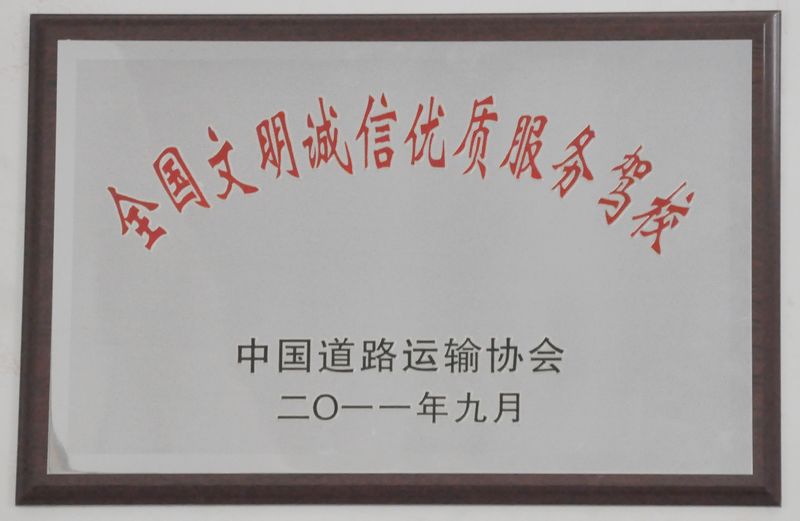 全国文明诚信优质服务驾校
中国道路运输协会
二〇一一年九月